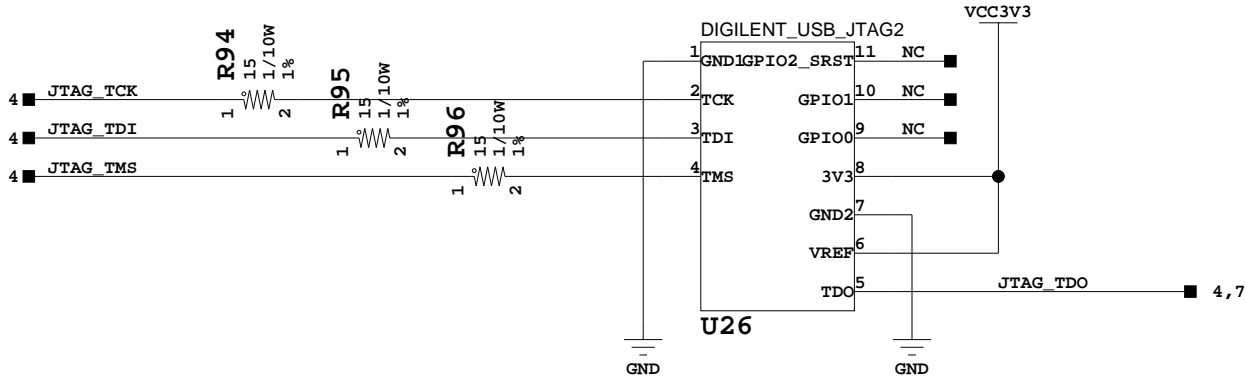 VCC3V3
DIGILENT_USB_JTAG2
R94
15
1/10W
1%
1 2
4 JTAG_TCK
R95
15
1/10W
1%
1 2
4 JTAG_TDI
R96
15
1/10W
1%
1 2
4 JTAG_TMS
1 GND1 GPIO2_SRST 11 NC
2 TCK GPIO1 10 NC
3 TDI GPIO0 9 NC
4 TMS 3V3 8
GND2 7
VREF 6
TDO 5 JTAG_TDO 4,7
U26
GND GND